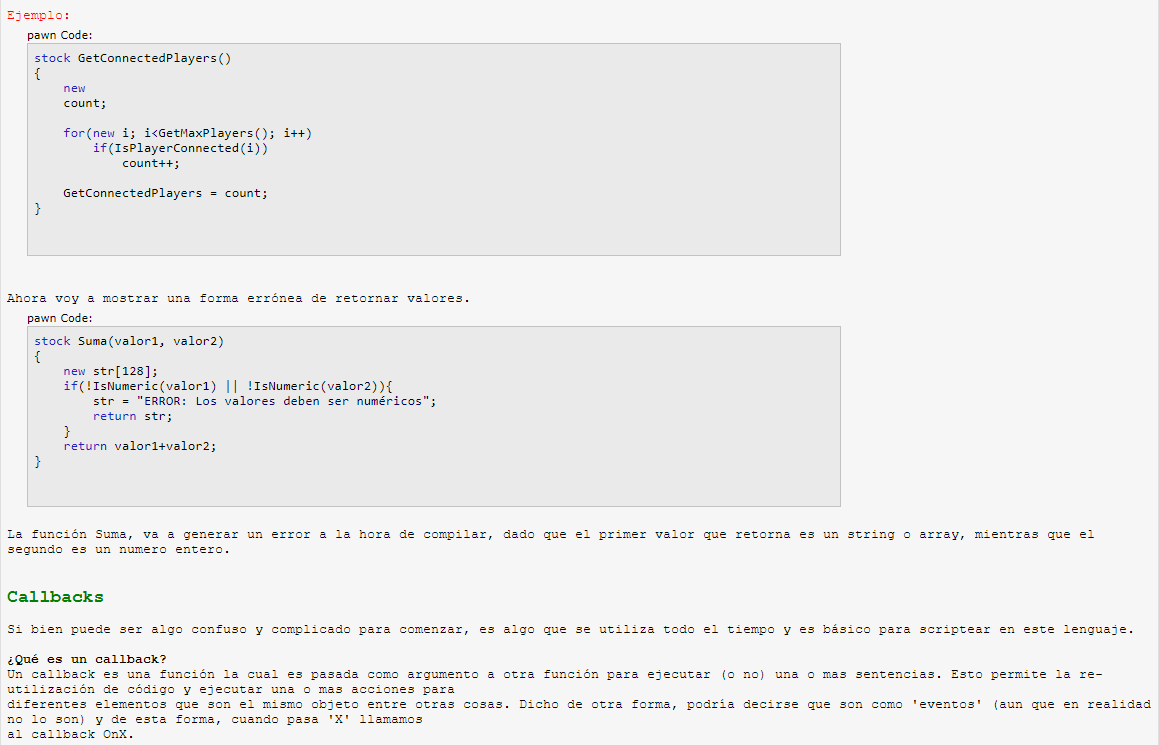 Ejemplo:
pawn Code:
stock GetConnectedPlayers()
{
    new
    count;

    for(new i; i<GetMaxPlayers(); i++)
        if(IsPlayerConnected(i))
            count++;

    GetConnectedPlayers = count;
}

Ahora voy a mostrar una forma errónea de retornar valores.
pawn Code:
stock Suma(valor1, valor2)
{
    new str[128];
    if(!IsNumeric(valor1) || !IsNumeric(valor2)){
        str = "ERROR: Los valores deben ser numéricos";
        return str;
    }
    return valor1+valor2;
}

La función Suma, va a generar un error a la hora de compilar, dado que el primer valor que retorna es un string o array, mientras que el
segundo es un numero entero.

Callbacks

Si bien puede ser algo confuso y complicado para comenzar, es algo que se utiliza todo el tiempo y es básico para scriptear en este lenguaje.

¿Qué es un callback?
Un callback es una función la cual es pasada como argumento a otra función para ejecutar (o no) una o mas sentencias. Esto permite la re-
utilización de código y ejecutar una o mas acciones para
diferentes elementos que son el mismo objeto entre otras cosas. Dicho de otra forma, podría decirse que son como 'eventos' (aun que en realidad
no lo son) y de esta forma, cuando pasa 'X' llamamos
al callback OnX.